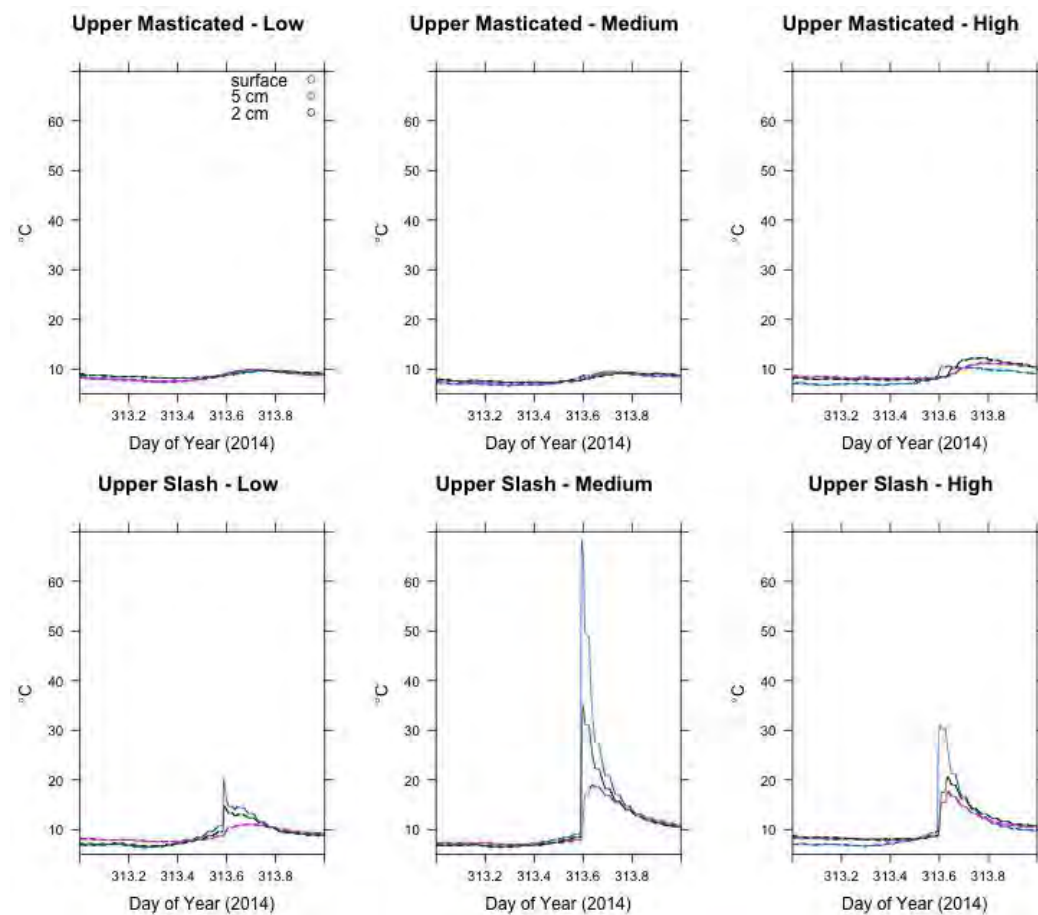 Upper Masticated - Low
Upper Masticated - Medium
Upper Masticated - High
surface
5 cm
2 cm
60
50
40
30
20
10
°C
313.2 313.4 313.6 313.8
Day of Year (2014)
60
50
40
30
20
10
°C
313.2 313.4 313.6 313.8
Day of Year (2014)
60
50
40
30
20
10
°C
313.2 313.4 313.6 313.8
Day of Year (2014)
Upper Slash - Low
Upper Slash - Medium
Upper Slash - High
60
50
40
30
20
10
°C
313.2 313.4 313.6 313.8
Day of Year (2014)
60
50
40
30
20
10
°C
313.2 313.4 313.6 313.8
Day of Year (2014)
60
50
40
30
20
10
°C
313.2 313.4 313.6 313.8
Day of Year (2014)